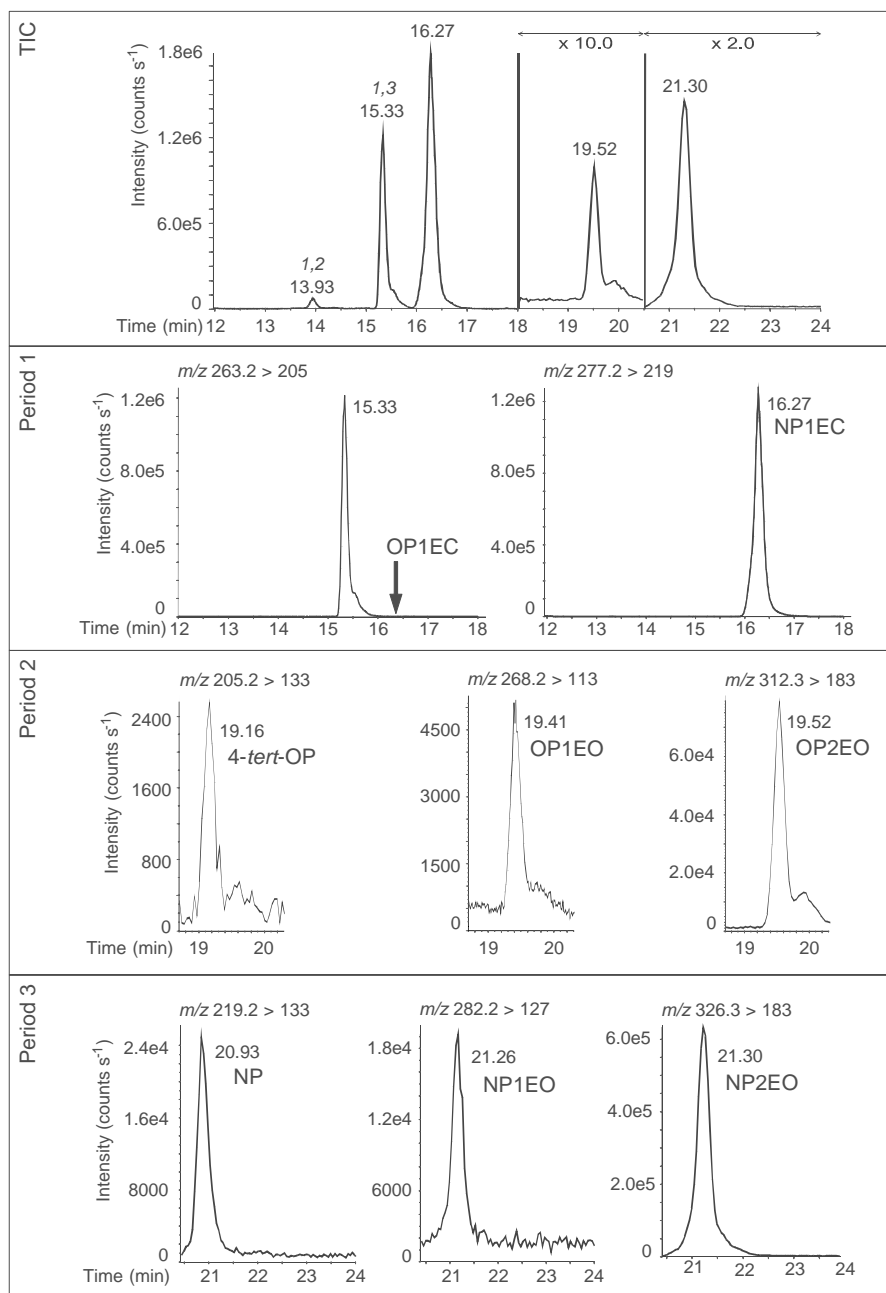 TIC
Intensity (counts s-1)
1.8e6
1.2e6
6.0e5
0
1,2
13.93
1,3
15.33
16.27
x 10.0
x 2.0
19.52
21.30
Time (min)
12 13 14 15 16 17 18 19 20 21 22 23 24
Period 1
m/z 263.2 > 205
Intensity (counts s-1)
1.2e6
8.0e5
4.0e5
0
15.33
OP1EC
Time (min)
12 13 14 15 16 17 18
m/z 277.2 > 219
1.2e6
8.0e5
4.0e5
0
16.27
NP1EC
12 13 14 15 16 17 18
Period 2
m/z 205.2 > 133
Intensity (counts s-1)
2400
1600
800
0
19.16
4-tert-OP
Time (min)
19 20
m/z 268.2 > 113
4500
3000
1500
0
19.41
OP1EO
19 20
m/z 312.3 > 183
6.0e4
4.0e4
2.0e4
0
19.52
OP2EO
19 20
Period 3
m/z 219.2 > 133
Intensity (counts s-1)
2.4e4
1.6e4
8000
0
20.93
NP
Time (min)
21 22 23 24
m/z 282.2 > 127
1.8e4
1.2e4
6000
0
21.26
NP1EO
21 22 23 24
m/z 326.3 > 183
6.0e5
4.0e5
2.0e5
0
21.30
NP2EO
21 22 23 24